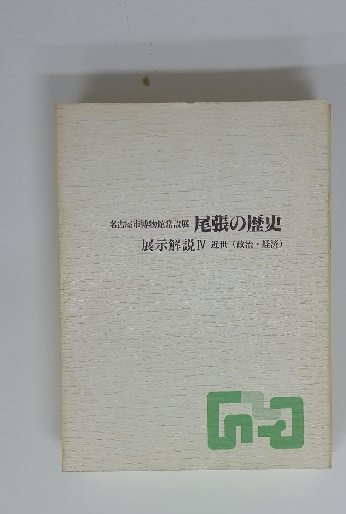 名古屋市博物館常設展 尾張の歴史
展示解説Ⅳ 近世（政治・経済）